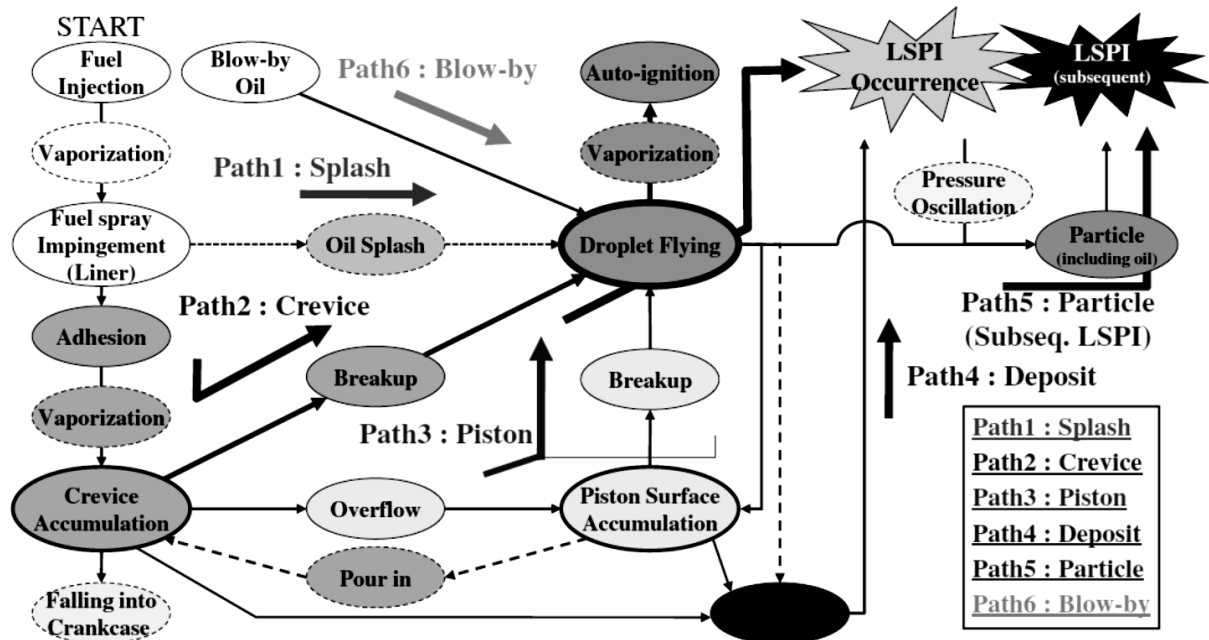 START
Fuel
Injection
Blow-by
Oil
Path6 : Blow-by
Auto-ignition
LSPI
Occurrence
LSPI
(subsequent)
Vaporization
Vaporization
Path1 : Splash
Pressure
Oscillation
Fuel spray
Impingement
(Liner)
Oil Splash
Droplet Flying
Particle
(including oil)
Path2 : Crevice
Path5 : Particle
(Subseq. LSPI)
Adhesion
Breakup
Breakup
Path4 : Deposit
Vaporization
Path3 : Piston
Crevice
Accumulation
Overflow
Piston Surface
Accumulation
Pour in
Falling into
Crankcase
Path1 : Splash
Path2 : Crevice
Path3 : Piston
Path4 : Deposit
Path5 : Particle
Path6 : Blow-by